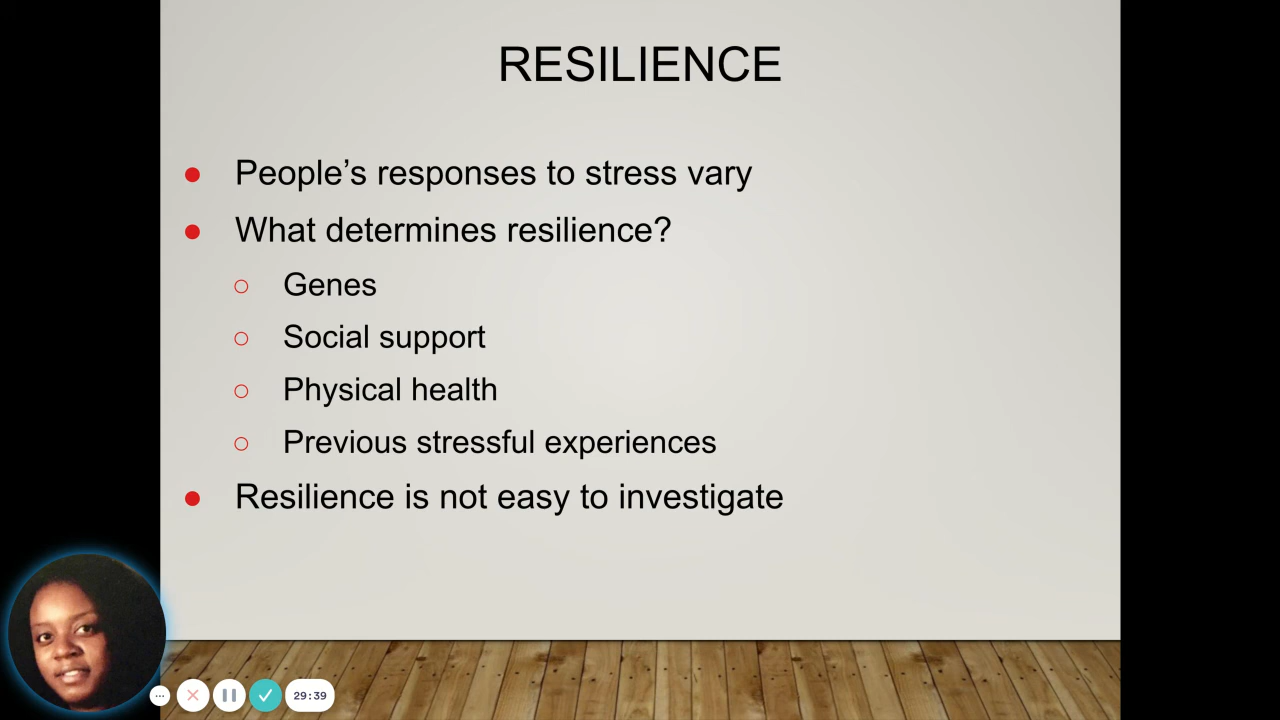 RESILIENCE
● People’s responses to stress vary
● What determines resilience?
○ Genes
○ Social support
○ Physical health
○ Previous stressful experiences
● Resilience is not easy to investigate
29:39